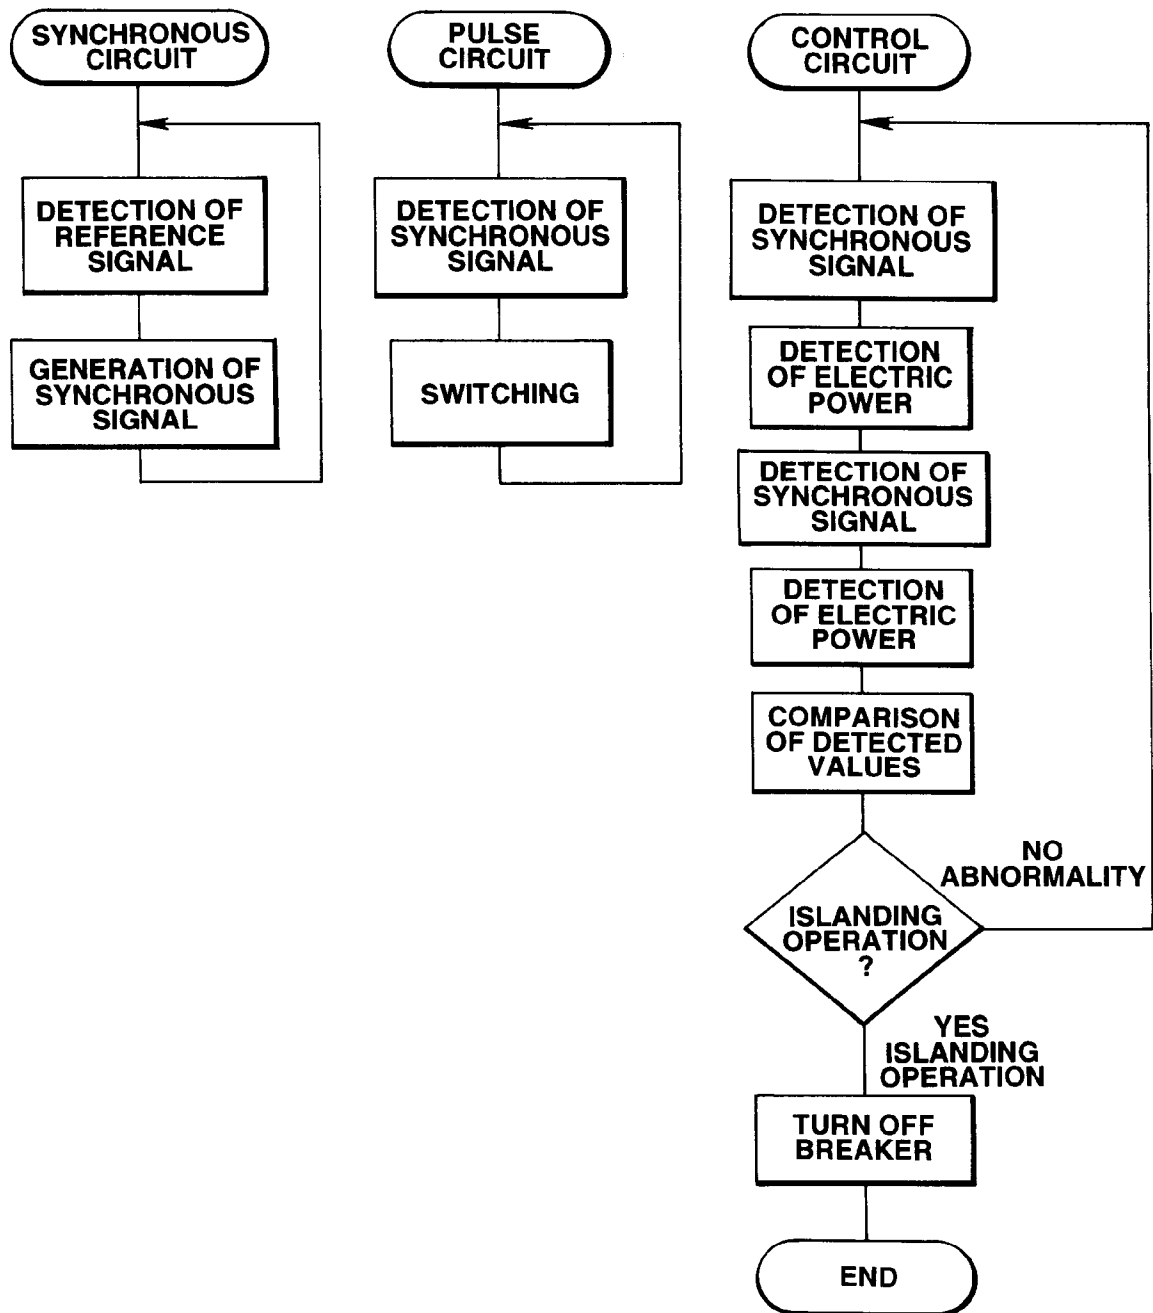 SYNCHRONOUS
CIRCUIT
DETECTION OF
REFERENCE
SIGNAL
GENERATION OF
SYNCHRONOUS
SIGNAL
PULSE
CIRCUIT
DETECTION OF
SYNCHRONOUS
SIGNAL
SWITCHING
CONTROL
CIRCUIT
DETECTION OF
SYNCHRONOUS
SIGNAL
DETECTION
OF ELECTRIC
POWER
DETECTION OF
SYNCHRONOUS
SIGNAL
DETECTION
OF ELECTRIC
POWER
COMPARISON
OF DETECTED
VALUES
NO
ABNORMALITY
ISLANDING
OPERATION
?
YES
ISLANDING
OPERATION
TURN OFF
BREAKER
END